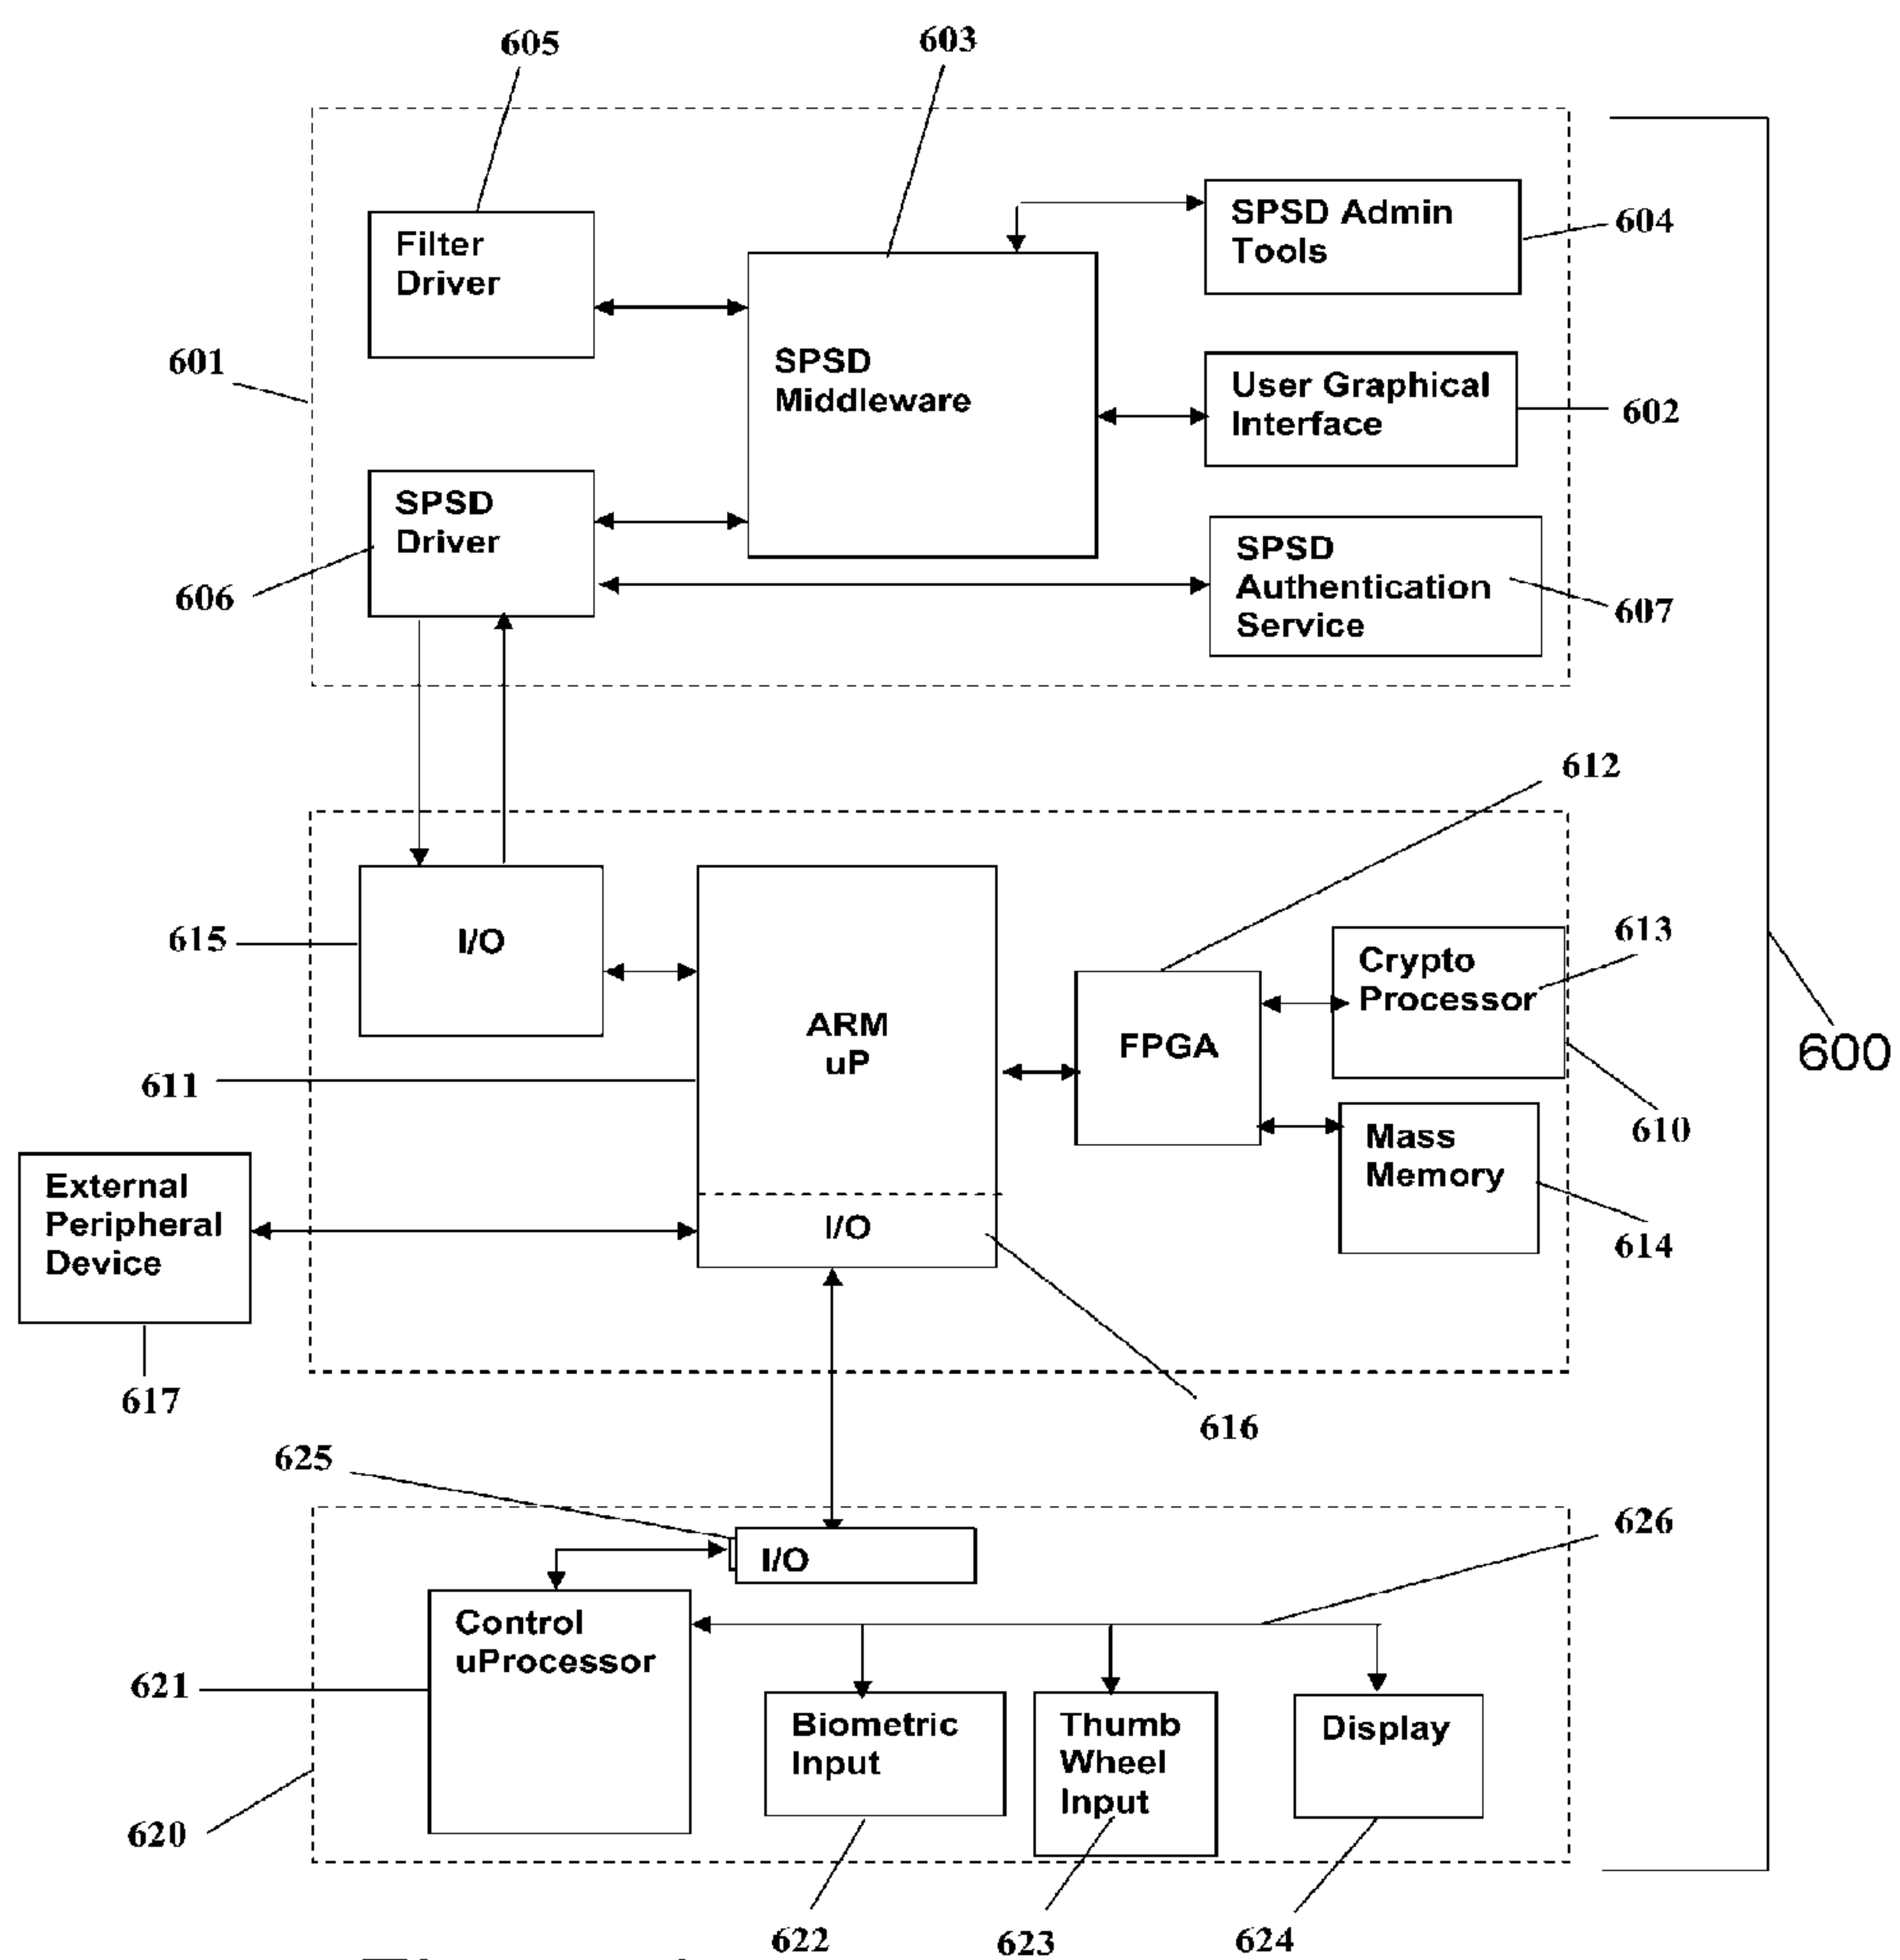 605
603
Filter
Driver
SPSD Admin
Tools
604
601
SPSD
Middleware
User Graphical
Interface
602
SPSD
Driver
606
SPSD
Authentication
Service
607
612
615
I/O
ARM
uP
FPGA
Crypto
Processor
613
600
611
610
Mass
Memory
614
External
Peripheral
Device
I/O
617
616
625
I/O
626
Control
uProcessor
621
Biometric
Input
Thumb
Wheel
Input
Display
620
622
623
624